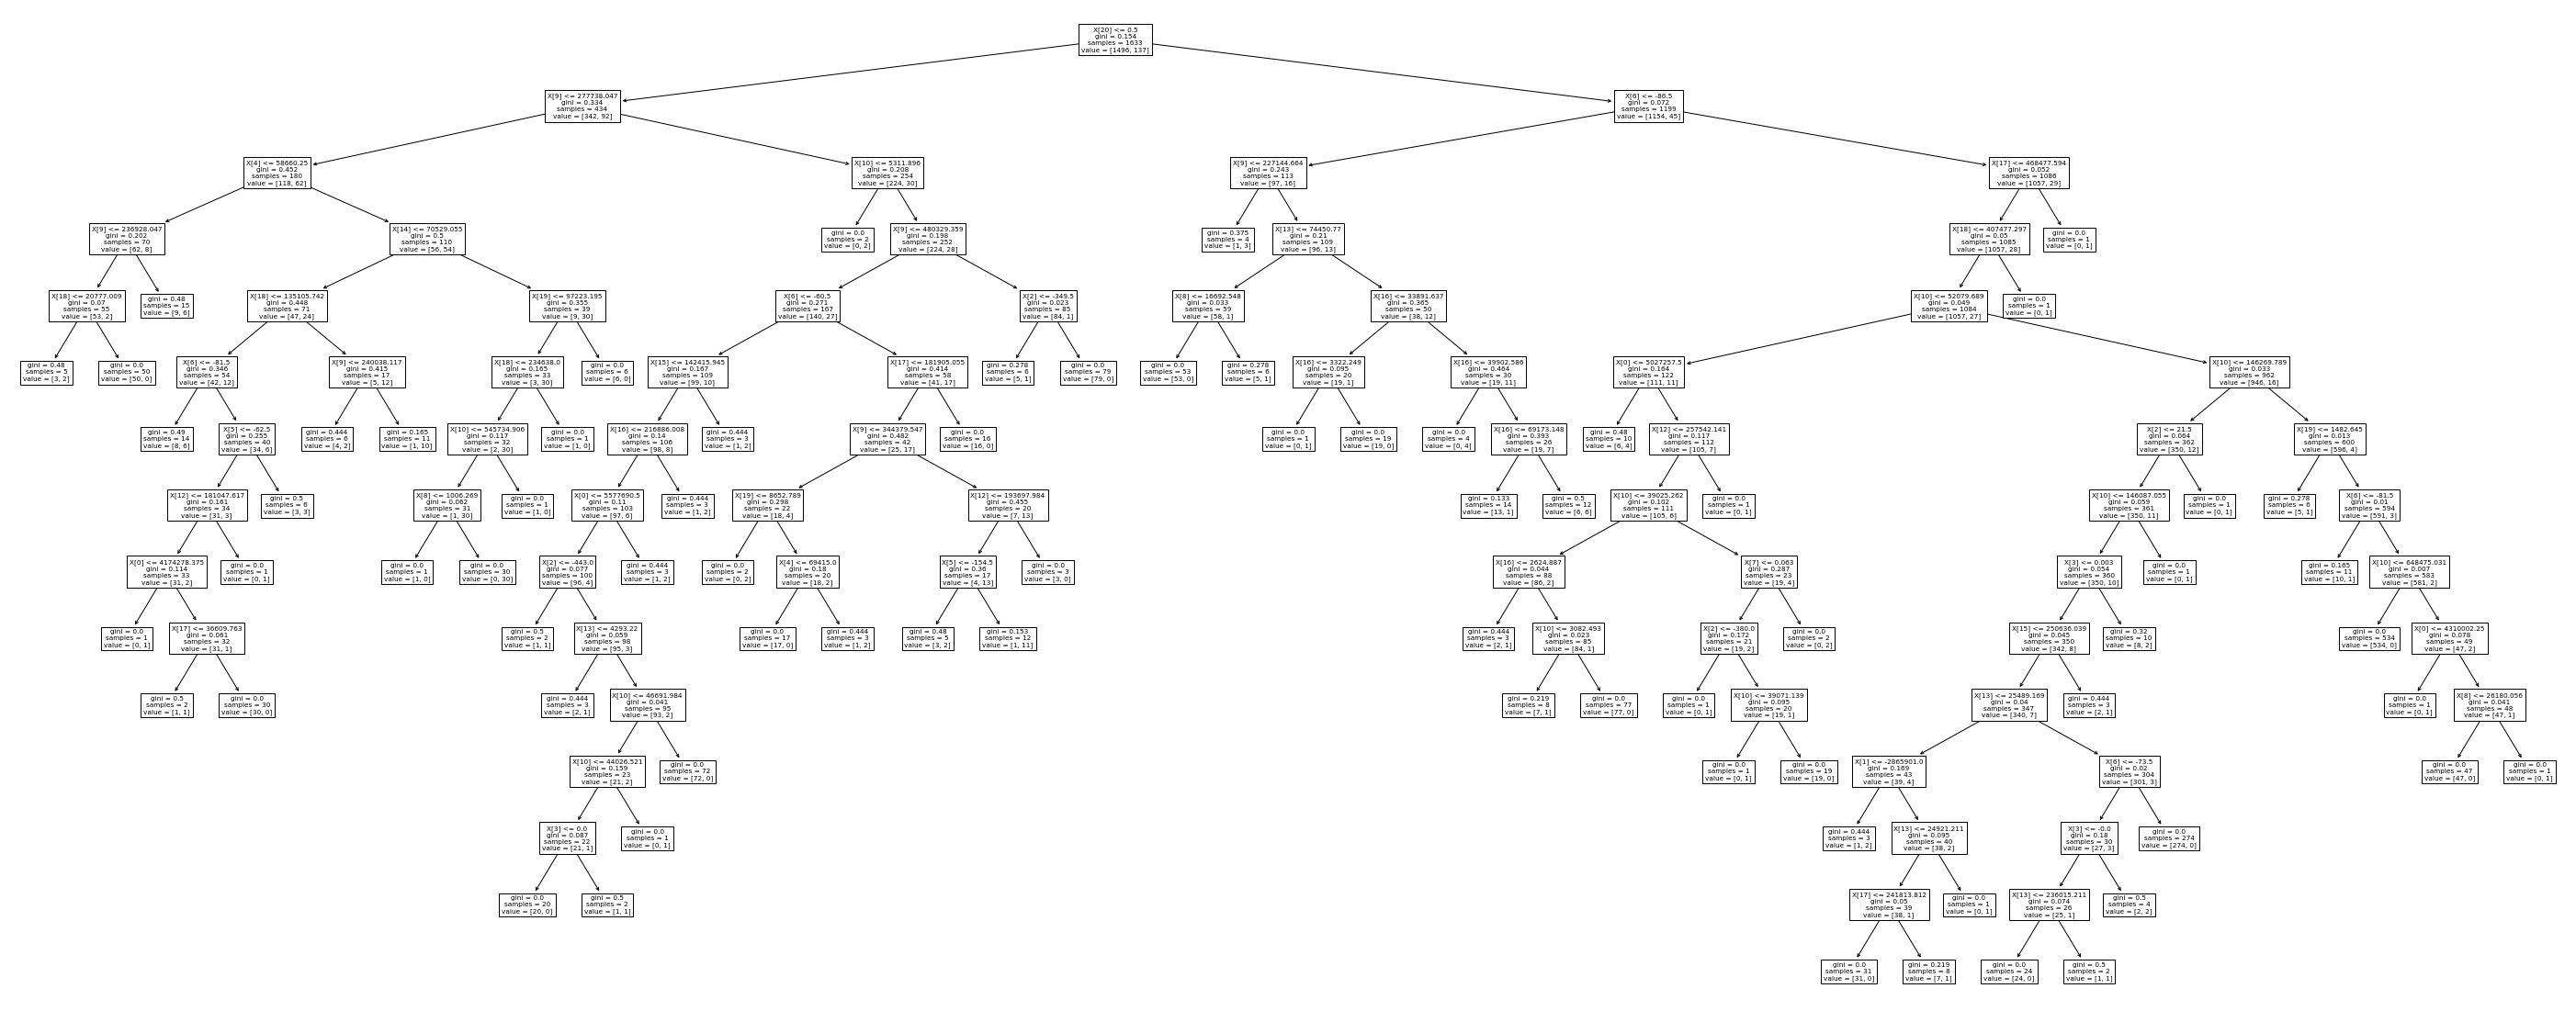 X[20] <= 0.5
gini = 0.154
samples = 1633
value = [1496, 137]
X[9] <= 277738.047
gini = 0.334
samples = 434
value = [342, 92]
X[6] <= -86.5
gini = 0.072
samples = 1199
value = [1154, 45]
X[4] <= 58660.25
gini = 0.452
samples = 180
value = [118, 62]
X[10] <= 5311.896
gini = 0.208
samples = 254
value = [224, 30]
X[9] <= 227144.664
gini = 0.243
samples = 113
value = [97, 16]
X[17] <= 468477.594
gini = 0.052
samples = 1086
value = [1057, 29]
X[9] <= 236928.047
gini = 0.202
samples = 70
value = [62, 8]
X[14] <= 70529.055
gini = 0.5
samples = 110
value = [56, 54]
gini = 0.0
samples = 2
value = [0, 2]
X[9] <= 480329.359
gini = 0.198
samples = 252
value = [224, 28]
gini = 0.375
samples = 4
value = [1, 3]
X[13] <= 74450.77
gini = 0.21
samples = 109
value = [96, 13]
X[18] <= 407477.297
gini = 0.05
samples = 1085
value = [1057, 28]
gini = 0.0
samples = 1
value = [0, 1]
X[18] <= 20777.009
gini = 0.07
samples = 55
value = [53, 2]
gini = 0.48
samples = 15
value = [9, 6]
X[18] <= 135105.742
gini = 0.448
samples = 71
value = [47, 24]
X[19] <= 97223.195
gini = 0.355
samples = 39
value = [9, 30]
X[6] <= -60.5
gini = 0.271
samples = 167
value = [140, 27]
X[2] <= -349.5
gini = 0.023
samples = 85
value = [84, 1]
X[8] <= 16692.548
gini = 0.033
samples = 59
value = [58, 1]
X[16] <= 33891.637
gini = 0.365
samples = 50
value = [38, 12]
X[10] <= 52079.689
gini = 0.049
samples = 1084
value = [1057, 27]
gini = 0.0
samples = 1
value = [0, 1]
gini = 0.48
samples = 5
value = [3, 2]
gini = 0.0
samples = 50
value = [50, 0]
X[6] <= -81.5
gini = 0.346
samples = 54
value = [42, 12]
X[9] <= 240038.117
gini = 0.415
samples = 17
value = [5, 12]
X[18] <= 234638.0
gini = 0.165
samples = 33
value = [3, 30]
gini = 0.0
samples = 6
value = [6, 0]
X[15] <= 142415.945
gini = 0.167
samples = 109
value = [99, 10]
X[17] <= 181905.055
gini = 0.414
samples = 58
value = [41, 17]
gini = 0.278
samples = 6
value = [5, 1]
gini = 0.0
samples = 79
value = [79, 0]
gini = 0.0
samples = 53
value = [53, 0]
gini = 0.278
samples = 6
value = [5, 1]
X[16] <= 3322.249
gini = 0.095
samples = 20
value = [19, 1]
X[16] <= 39902.586
gini = 0.464
samples = 30
value = [19, 11]
X[0] <= 5027257.5
gini = 0.164
samples = 122
value = [111, 11]
X[10] <= 146269.789
gini = 0.033
samples = 962
value = [946, 16]
gini = 0.49
samples = 14
value = [8, 6]
X[5] <= -62.5
gini = 0.255
samples = 40
value = [34, 6]
gini = 0.444
samples = 6
value = [4, 2]
gini = 0.165
samples = 11
value = [1, 10]
X[10] <= 545734.906
gini = 0.117
samples = 32
value = [2, 30]
gini = 0.0
samples = 1
value = [1, 0]
X[16] <= 216886.008
gini = 0.14
samples = 106
value = [98, 8]
gini = 0.444
samples = 3
value = [1, 2]
X[9] <= 344379.547
gini = 0.482
samples = 42
value = [25, 17]
gini = 0.0
samples = 16
value = [16, 0]
gini = 0.0
samples = 1
value = [0, 1]
gini = 0.0
samples = 19
value = [19, 0]
gini = 0.0
samples = 4
value = [0, 4]
X[16] <= 69173.148
gini = 0.393
samples = 26
value = [19, 7]
gini = 0.48
samples = 10
value = [6, 4]
X[12] <= 257542.141
gini = 0.117
samples = 112
value = [105, 7]
X[2] <= 21.5
gini = 0.064
samples = 362
value = [350, 12]
X[19] <= 1482.645
gini = 0.013
samples = 600
value = [596, 4]
X[12] <= 181047.617
gini = 0.161
samples = 34
value = [31, 3]
gini = 0.5
samples = 6
value = [3, 3]
X[8] <= 1006.269
gini = 0.062
samples = 31
value = [1, 30]
gini = 0.0
samples = 1
value = [1, 0]
X[0] <= 5577690.5
gini = 0.11
samples = 103
value = [97, 6]
gini = 0.444
samples = 3
value = [1, 2]
X[19] <= 8652.789
gini = 0.298
samples = 22
value = [18, 4]
X[12] <= 193697.984
gini = 0.455
samples = 20
value = [7, 13]
gini = 0.133
samples = 14
value = [13, 1]
gini = 0.5
samples = 12
value = [6, 6]
X[10] <= 39025.262
gini = 0.102
samples = 111
value = [105, 6]
gini = 0.0
samples = 1
value = [0, 1]
X[10] <= 146087.055
gini = 0.059
samples = 361
value = [350, 11]
gini = 0.0
samples = 1
value = [0, 1]
gini = 0.278
samples = 6
value = [5, 1]
X[6] <= -81.5
gini = 0.01
samples = 594
value = [591, 3]
X[0] <= 4174278.375
gini = 0.114
samples = 33
value = [31, 2]
gini = 0.0
samples = 1
value = [0, 1]
gini = 0.0
samples = 1
value = [1, 0]
gini = 0.0
samples = 30
value = [0, 30]
X[2] <= -443.0
gini = 0.077
samples = 100
value = [96, 4]
gini = 0.444
samples = 3
value = [1, 2]
gini = 0.0
samples = 2
value = [0, 2]
X[4] <= 69415.0
gini = 0.18
samples = 20
value = [18, 2]
X[5] <= -154.5
gini = 0.36
samples = 17
value = [4, 13]
gini = 0.0
samples = 3
value = [3, 0]
X[16] <= 2624.887
gini = 0.044
samples = 88
value = [86, 2]
X[7] <= 0.063
gini = 0.287
samples = 23
value = [19, 4]
X[3] <= 0.003
gini = 0.054
samples = 360
value = [350, 10]
gini = 0.0
samples = 1
value = [0, 1]
gini = 0.165
samples = 11
value = [10, 1]
X[10] <= 648475.031
gini = 0.007
samples = 583
value = [581, 2]
gini = 0.0
samples = 1
value = [0, 1]
X[17] <= 36609.763
gini = 0.061
samples = 32
value = [31, 1]
gini = 0.5
samples = 2
value = [1, 1]
X[13] <= 4293.22
gini = 0.059
samples = 98
value = [95, 3]
gini = 0.0
samples = 17
value = [17, 0]
gini = 0.444
samples = 3
value = [1, 2]
gini = 0.48
samples = 5
value = [3, 2]
gini = 0.153
samples = 12
value = [1, 11]
gini = 0.444
samples = 3
value = [2, 1]
X[10] <= 3082.493
gini = 0.023
samples = 85
value = [84, 1]
X[2] <= -380.0
gini = 0.172
samples = 21
value = [19, 2]
gini = 0.0
samples = 2
value = [0, 2]
X[15] <= 250636.039
gini = 0.045
samples = 350
value = [342, 8]
gini = 0.32
samples = 10
value = [8, 2]
gini = 0.0
samples = 534
value = [534, 0]
X[0] <= 4310002.25
gini = 0.078
samples = 49
value = [47, 2]
gini = 0.5
samples = 2
value = [1, 1]
gini = 0.0
samples = 30
value = [30, 0]
gini = 0.444
samples = 3
value = [2, 1]
X[10] <= 46691.984
gini = 0.041
samples = 95
value = [93, 2]
gini = 0.219
samples = 8
value = [7, 1]
gini = 0.0
samples = 77
value = [77, 0]
gini = 0.0
samples = 1
value = [0, 1]
X[10] <= 39071.139
gini = 0.095
samples = 20
value = [19, 1]
X[13] <= 25489.169
gini = 0.04
samples = 347
value = [340, 7]
gini = 0.444
samples = 3
value = [2, 1]
gini = 0.0
samples = 1
value = [0, 1]
X[8] <= 26180.056
gini = 0.041
samples = 48
value = [47, 1]
X[10] <= 44026.521
gini = 0.159
samples = 23
value = [21, 2]
gini = 0.0
samples = 72
value = [72, 0]
gini = 0.0
samples = 1
value = [0, 1]
gini = 0.0
samples = 19
value = [19, 0]
X[1] <= -2865901.0
gini = 0.169
samples = 43
value = [39, 4]
X[6] <= -73.5
gini = 0.02
samples = 304
value = [301, 3]
gini = 0.0
samples = 47
value = [47, 0]
gini = 0.0
samples = 1
value = [0, 1]
X[3] <= 0.0
gini = 0.087
samples = 22
value = [21, 1]
gini = 0.0
samples = 1
value = [0, 1]
gini = 0.444
samples = 3
value = [1, 2]
X[13] <= 24921.211
gini = 0.095
samples = 40
value = [38, 2]
X[3] <= -0.0
gini = 0.18
samples = 30
value = [27, 3]
gini = 0.0
samples = 274
value = [274, 0]
gini = 0.0
samples = 20
value = [20, 0]
gini = 0.5
samples = 2
value = [1, 1]
X[17] <= 241813.812
gini = 0.05
samples = 39
value = [38, 1]
gini = 0.0
samples = 1
value = [0, 1]
X[13] <= 236015.211
gini = 0.074
samples = 26
value = [25, 1]
gini = 0.5
samples = 4
value = [2, 2]
gini = 0.0
samples = 31
value = [31, 0]
gini = 0.219
samples = 8
value = [7, 1]
gini = 0.0
samples = 24
value = [24, 0]
gini = 0.5
samples = 2
value = [1, 1]